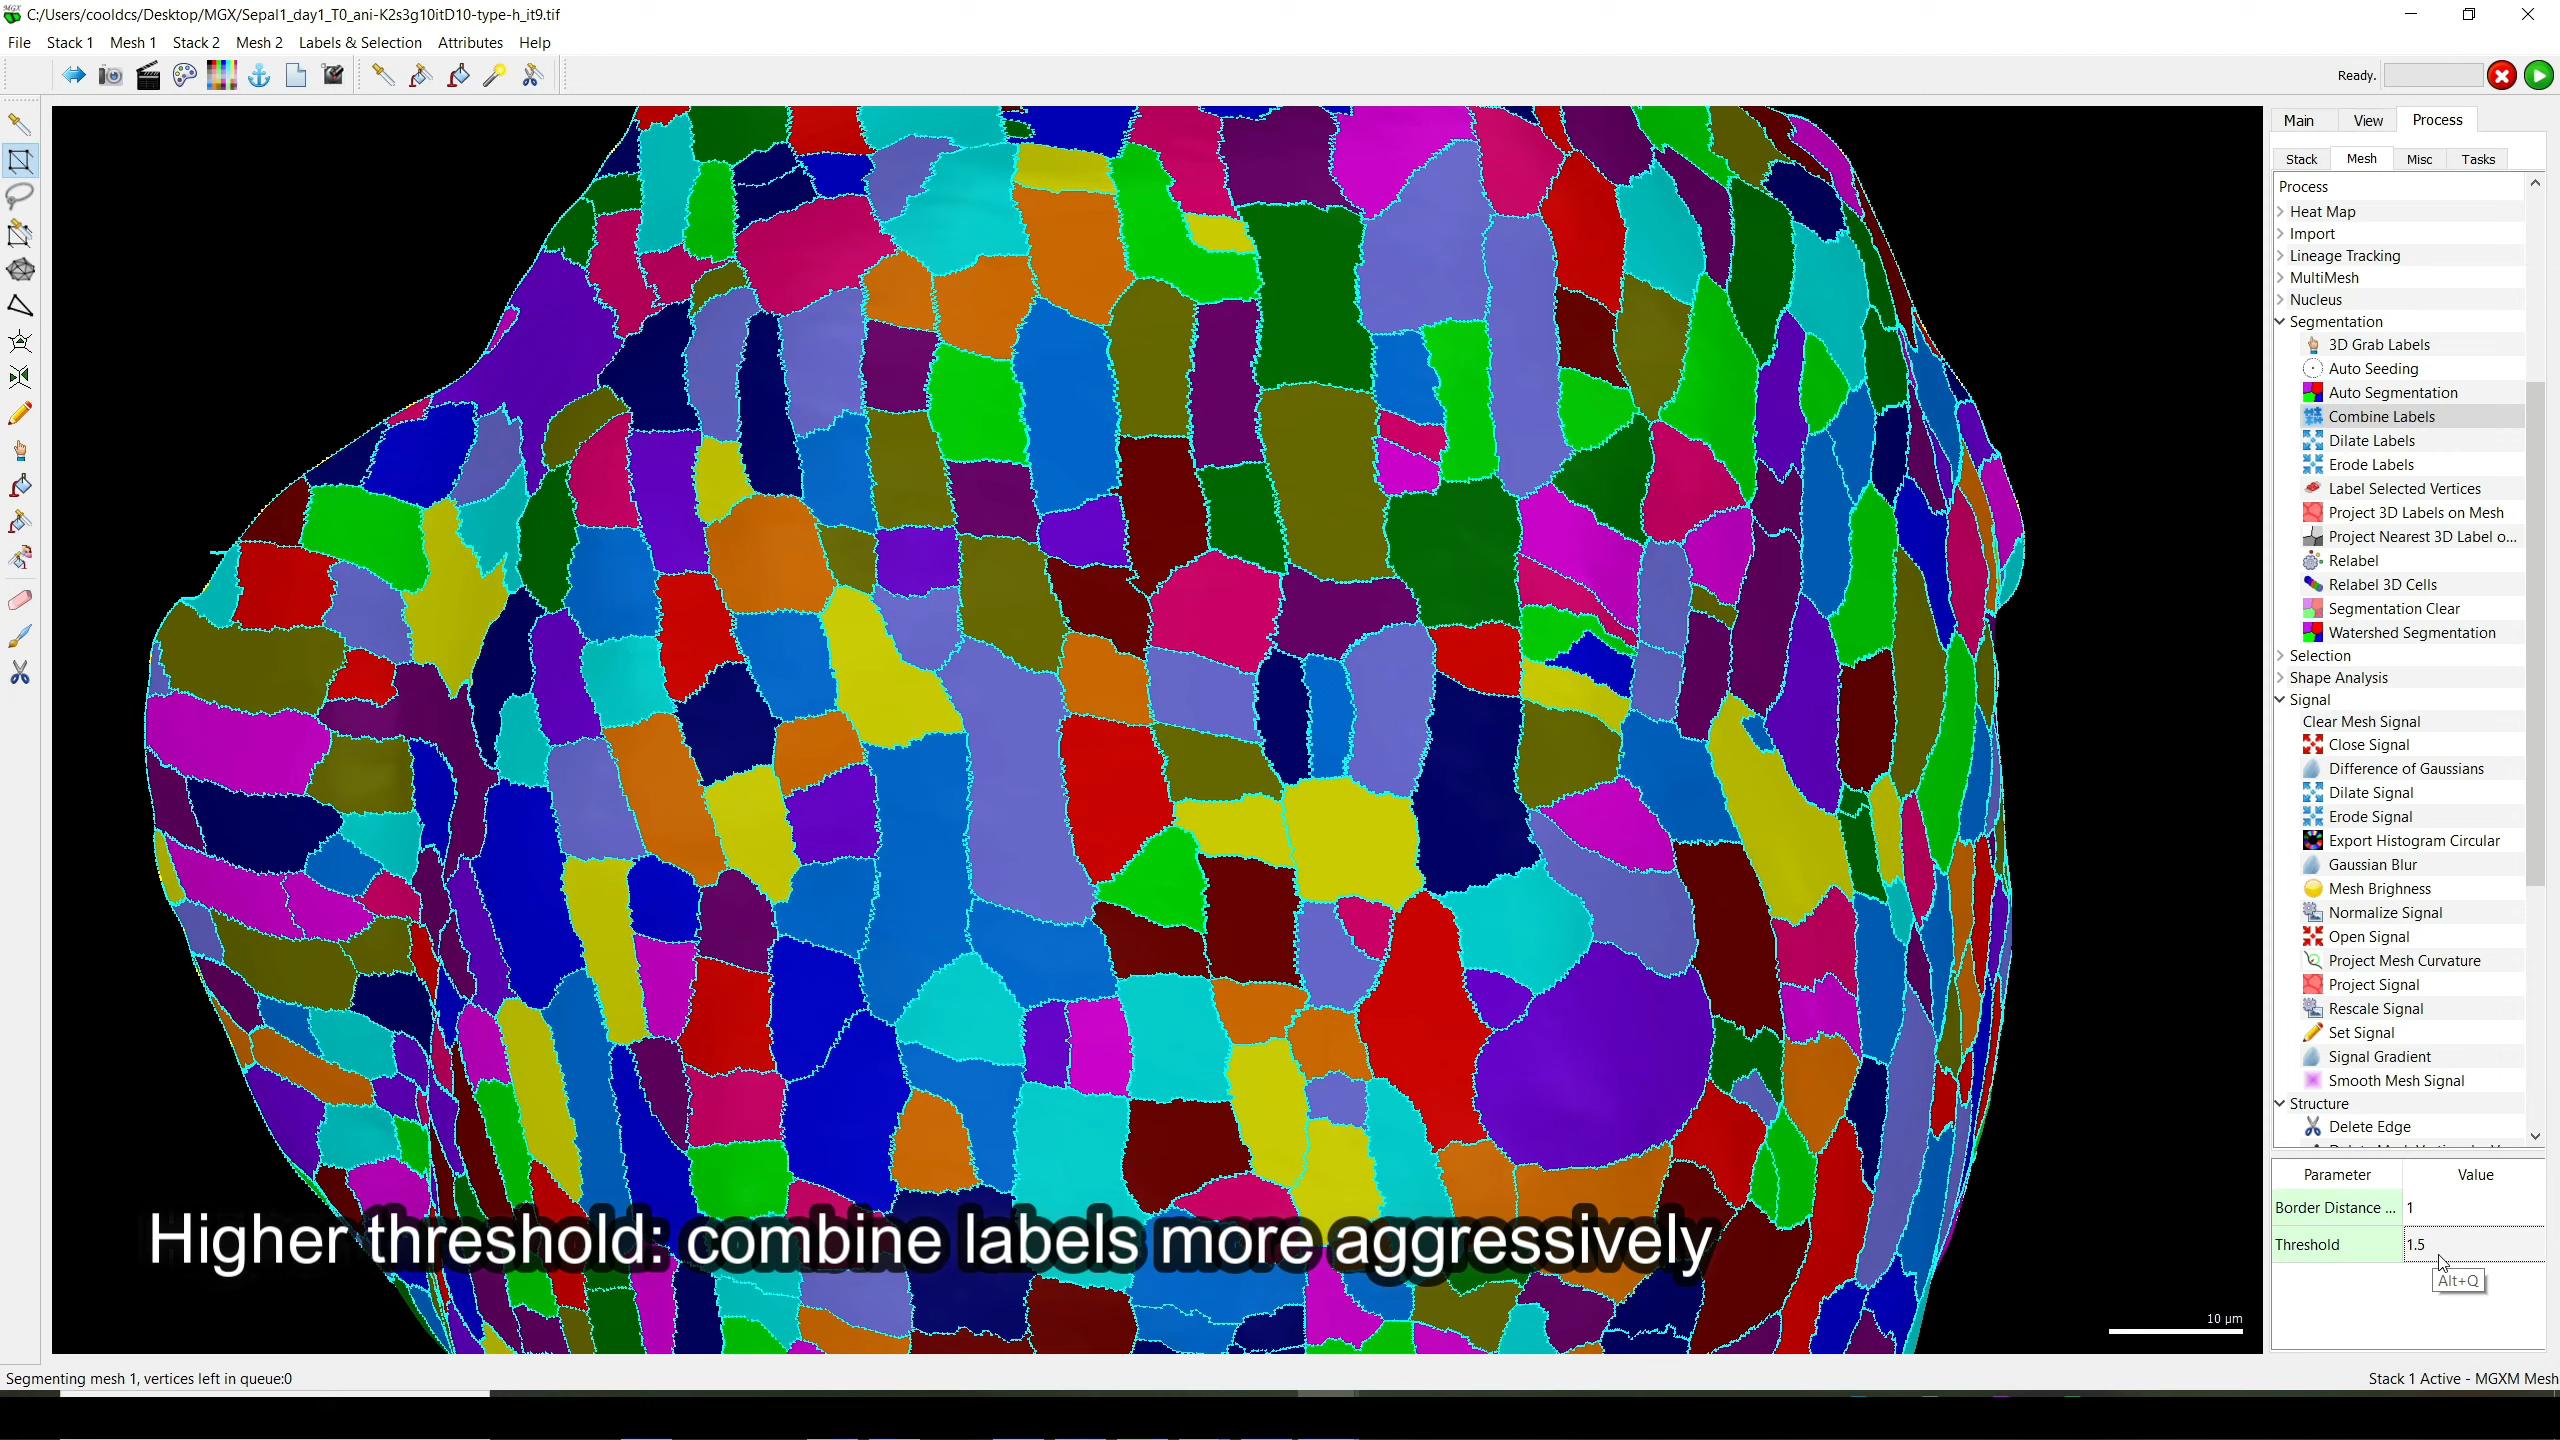 C:/Users/cooldcs/Desktop/MGX/Sepal1_day1_T0_ani-K2s3g10itD10-type-h_it9.tif
File Stack 1 Mesh 1 Stack 2 Mesh 2 Labels & Selection Attributes Help
Ready.
Main View Process
Stack Mesh Misc Tasks
Process
Heat Map
Import
Lineage Tracking
MultiMesh
Nucleus
Segmentation
3D Grab Labels
Auto Seeding
Auto Segmentation
Combine Labels
Dilate Labels
Erode Labels
Label Selected Vertices
Project 3D Labels on Mesh
Project Nearest 3D Label o...
Relabel
Relabel 3D Cells
Segmentation Clear
Watershed Segmentation
Selection
Shape Analysis
Signal
Clear Mesh Signal
Close Signal
Difference of Gaussians
Dilate Signal
Erode Signal
Export Histogram Circular
Gaussian Blur
Mesh Brighness
Normalize Signal
Open Signal
Project Mesh Curvature
Project Signal
Rescale Signal
Set Signal
Signal Gradient
Smooth Mesh Signal
Structure
Delete Edge
Parameter Value
Border Distance ... 1
Threshold 1.5
Alt+Q
Higher threshold: combine labels more aggressively
10 µm
Segmenting mesh 1, vertices left in queue:0
Stack 1 Active - MGXM Mesh